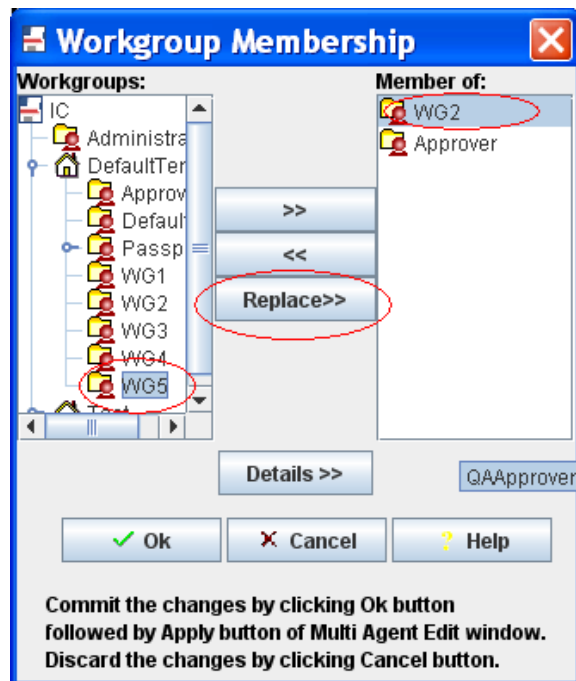 Workgroup Membership
Workgroups:
Member of:
IC
Administra
DefaultTer
Approv
Default
Passp
WG1
WG2
WG3
WG4
WG5
Test
>>
<<
Replace>>
WG2
Approver
Details >>
QAApprover
Ok
Cancel
? Help
Commit the changes by clicking Ok button
followed by Apply button of Multi Agent Edit window.
Discard the changes by clicking Cancel button.